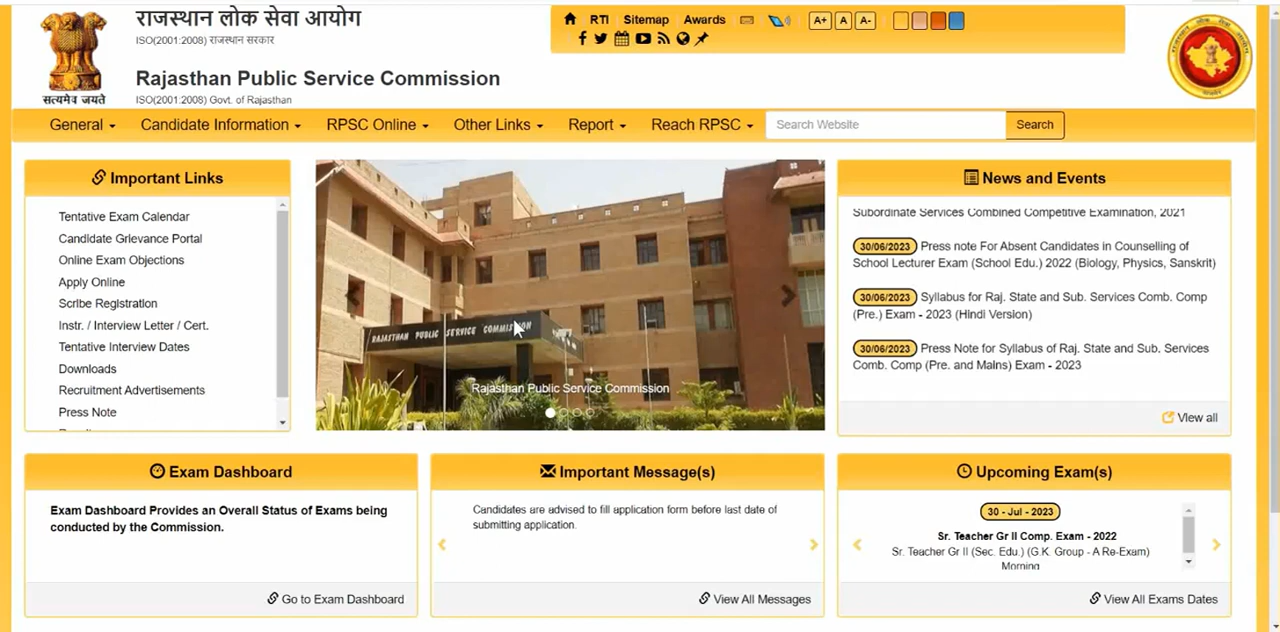 राजस्थान लोक सेवा आयोग
ISO(2001:2008) राजस्थान सरकार
Rajasthan Public Service Commission
ISO(2001:2008) Govt. of Rajasthan
सत्यमेव जयते
RTI Sitemap Awards A+ A A-
General Candidate Information RPSC Online Other Links Report Reach RPSC Search Website Search
Important Links
Tentative Exam Calendar
Candidate Grievance Portal
Online Exam Objections
Apply Online
Scribe Registration
Instr. / Interview Letter / Cert.
Tentative Interview Dates
Downloads
Recruitment Advertisements
Press Note
RAJASTHAN PUBLIC SERVICE COMMISSION
Rajasthan Public Service Commission
News and Events
Subordinate Services Combined Competitive Examination, 2021
30/06/2023 Press note For Absent Candidates in Counselling of
School Lecturer Exam (School Edu.) 2022 (Biology, Physics, Sanskrit)
30/06/2023 Syllabus for Raj. State and Sub. Services Comb. Comp
(Pre.) Exam - 2023 (Hindi Version)
30/06/2023 Press Note for Syllabus of Raj. State and Sub. Services
Comb. Comp (Pre. and Mains) Exam - 2023
View all
Exam Dashboard
Exam Dashboard Provides an Overall Status of Exams being
conducted by the Commission.
Go to Exam Dashboard
Important Message(s)
Candidates are advised to fill application form before last date of
submitting application.
View All Messages
Upcoming Exam(s)
30 - Jul - 2023
Sr. Teacher Gr II Comp. Exam - 2022
Sr. Teacher Gr II (Sec. Edu.) (G.K. Group - A Re-Exam)
Morning
View All Exams Dates